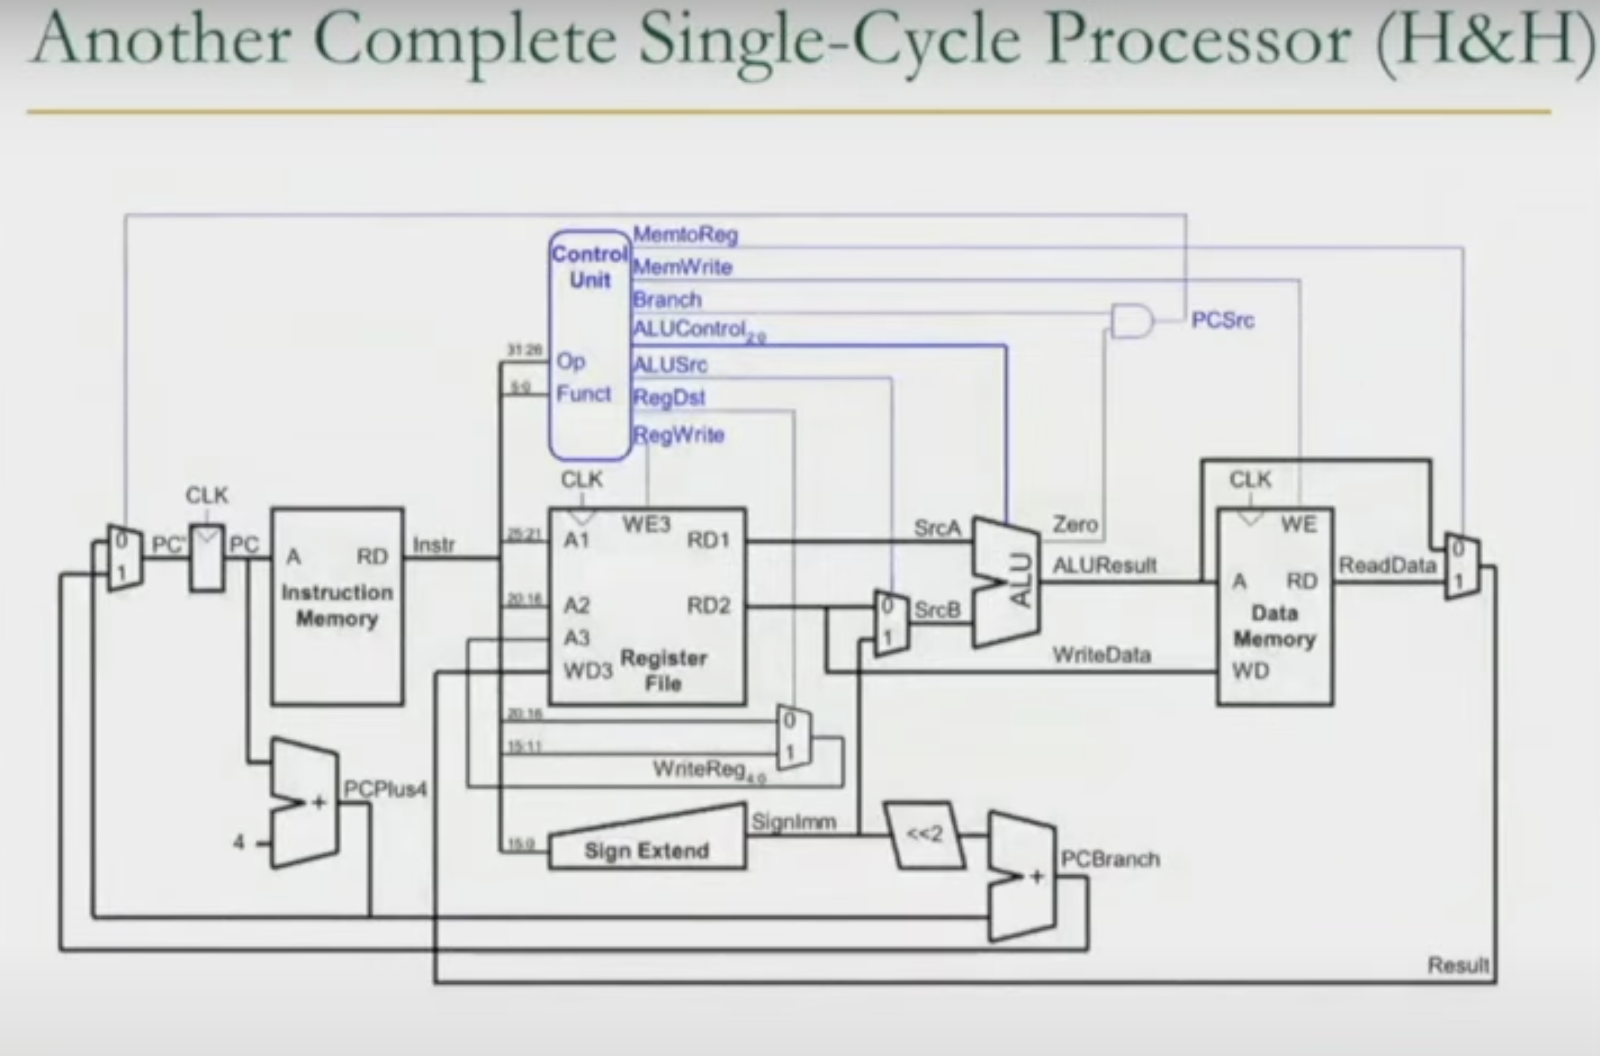 Another Complete Single-Cycle Processor (H&H)
MemtoReg
Control
Unit
MemWrite
Branch
ALUControl2:0
PCSrc
31:26
Op
ALUSrc
5:0
Funct
RegDst
RegWrite
CLK
CLK
CLK
0
1
PC'
PC
A
RD
Instruction
Memory
Instr
25:21
A1
WE3
RD1
20:16
A2
RD2
A3
WD3
Register
File
SrcA
0
1
SrcB
ALU
Zero
ALUResult
WriteData
WE
A
RD
Data
Memory
WD
ReadData
0
1
20:16
0
15:11
1
WriteReg4:0
PCPlus4
+
4
SignImm
15:0
Sign Extend
<<2
+
PCBranch
Result